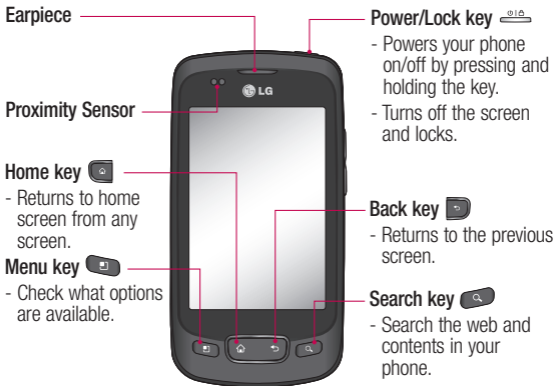 Earpiece
Proximity Sensor
Home key
- Returns to home
screen from any
screen.
Menu key
- Check what options
are available.
LG
Power/Lock key
- Powers your phone
on/off by pressing and
holding the key.
- Turns off the screen
and locks.
Back key
- Returns to the previous
screen.
Search key
- Search the web and
contents in your
phone.